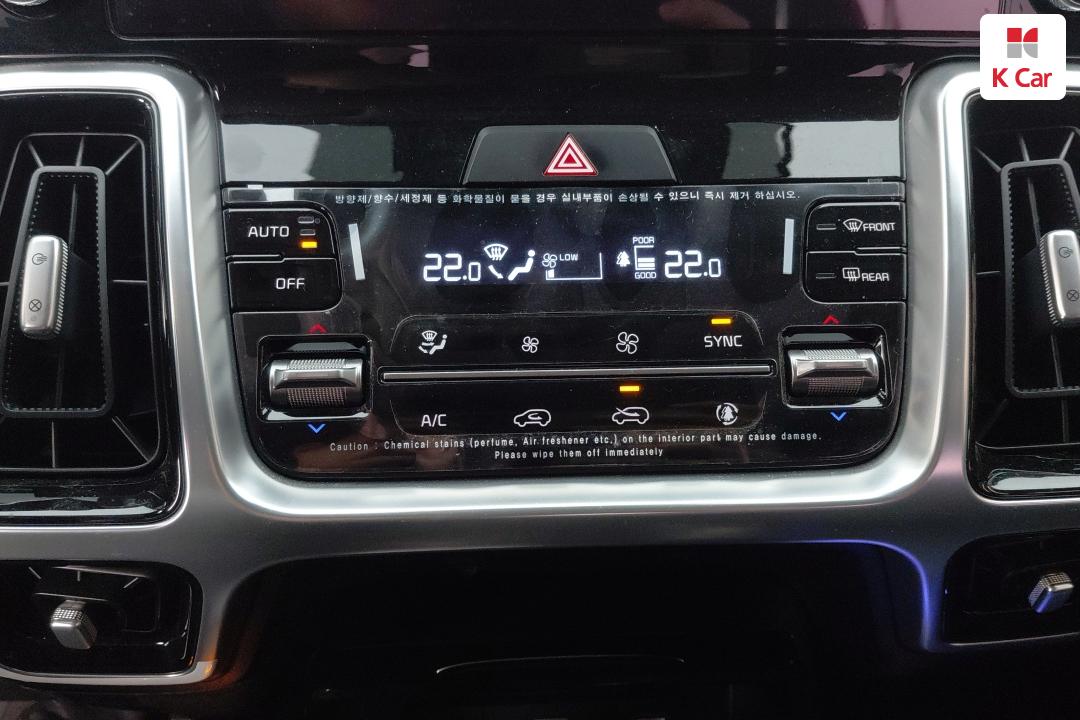 K Car
방향제/향수/세정제 등 화학물질이 묻을 경우 실내부품이 손상될 수 있으니 즉시 제거 하십시오.
AUTO
OFF
22.0
LOW
POOR
GOOD
22.0
FRONT
REAR
SYNC
A/C
Caution : Chemical stains (perfume, Air freshener etc.) on the interior part may cause damage.
Please wipe them off immediately